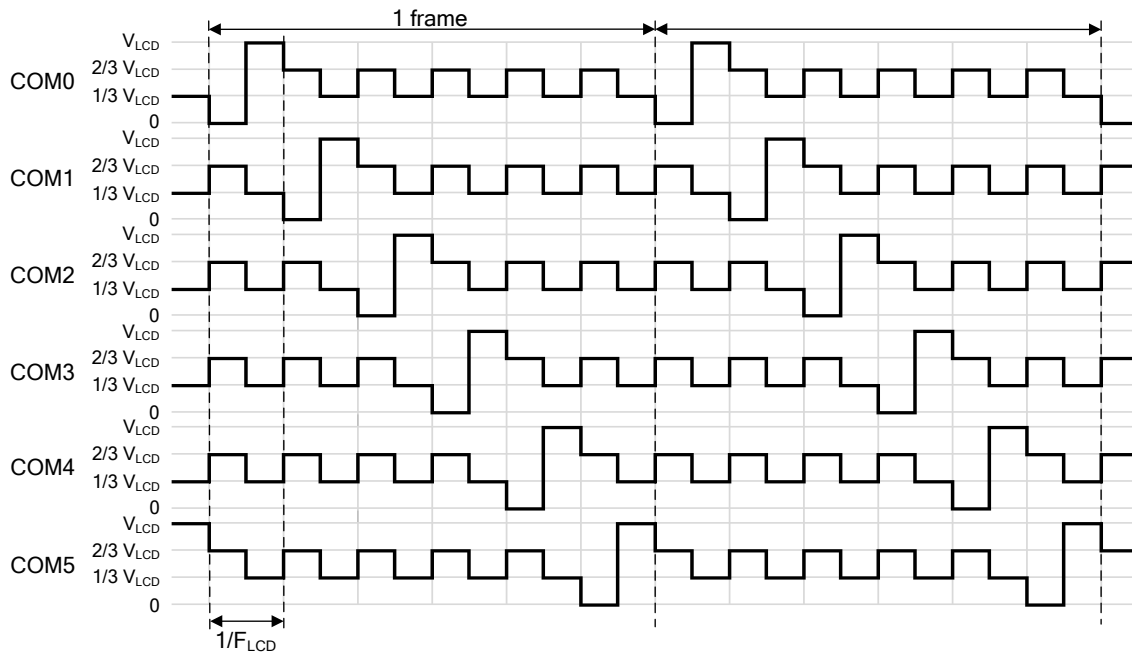 1 frame
V_LCD
2/3 V_LCD
COM0
1/3 V_LCD
0
V_LCD
2/3 V_LCD
COM1
1/3 V_LCD
0
V_LCD
2/3 V_LCD
COM2
1/3 V_LCD
0
V_LCD
2/3 V_LCD
COM3
1/3 V_LCD
0
V_LCD
2/3 V_LCD
COM4
1/3 V_LCD
0
V_LCD
2/3 V_LCD
COM5
1/3 V_LCD
0
1/F_LCD